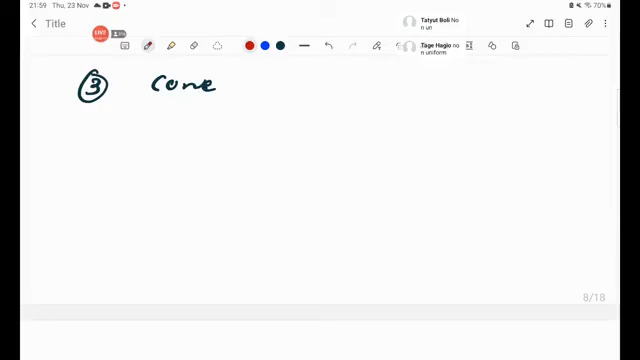 21:59 Thu, 23 Nov
70%
Title
LIVE
Tatyut Boli No
n un
Tage Hagio no
n uniform
③ Cone
8/18